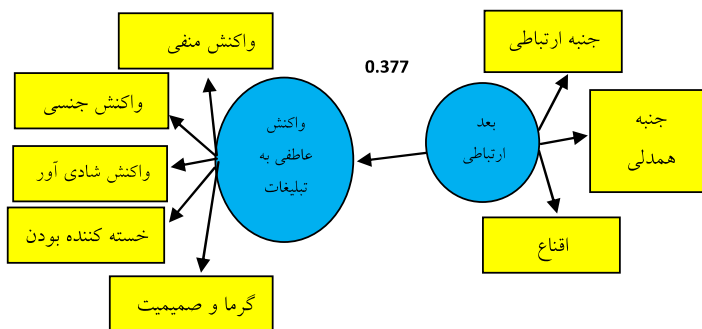 جنبه ارتباطی
جنبه
همدلی
اقناع
بعد
ارتباطی
0.377
واکنش
عاطفی به
تبلیغات
واکنش منفی
واکنش جنسی
واکنش شادی آور
خسته کننده بودن
گرما و صمیمیت